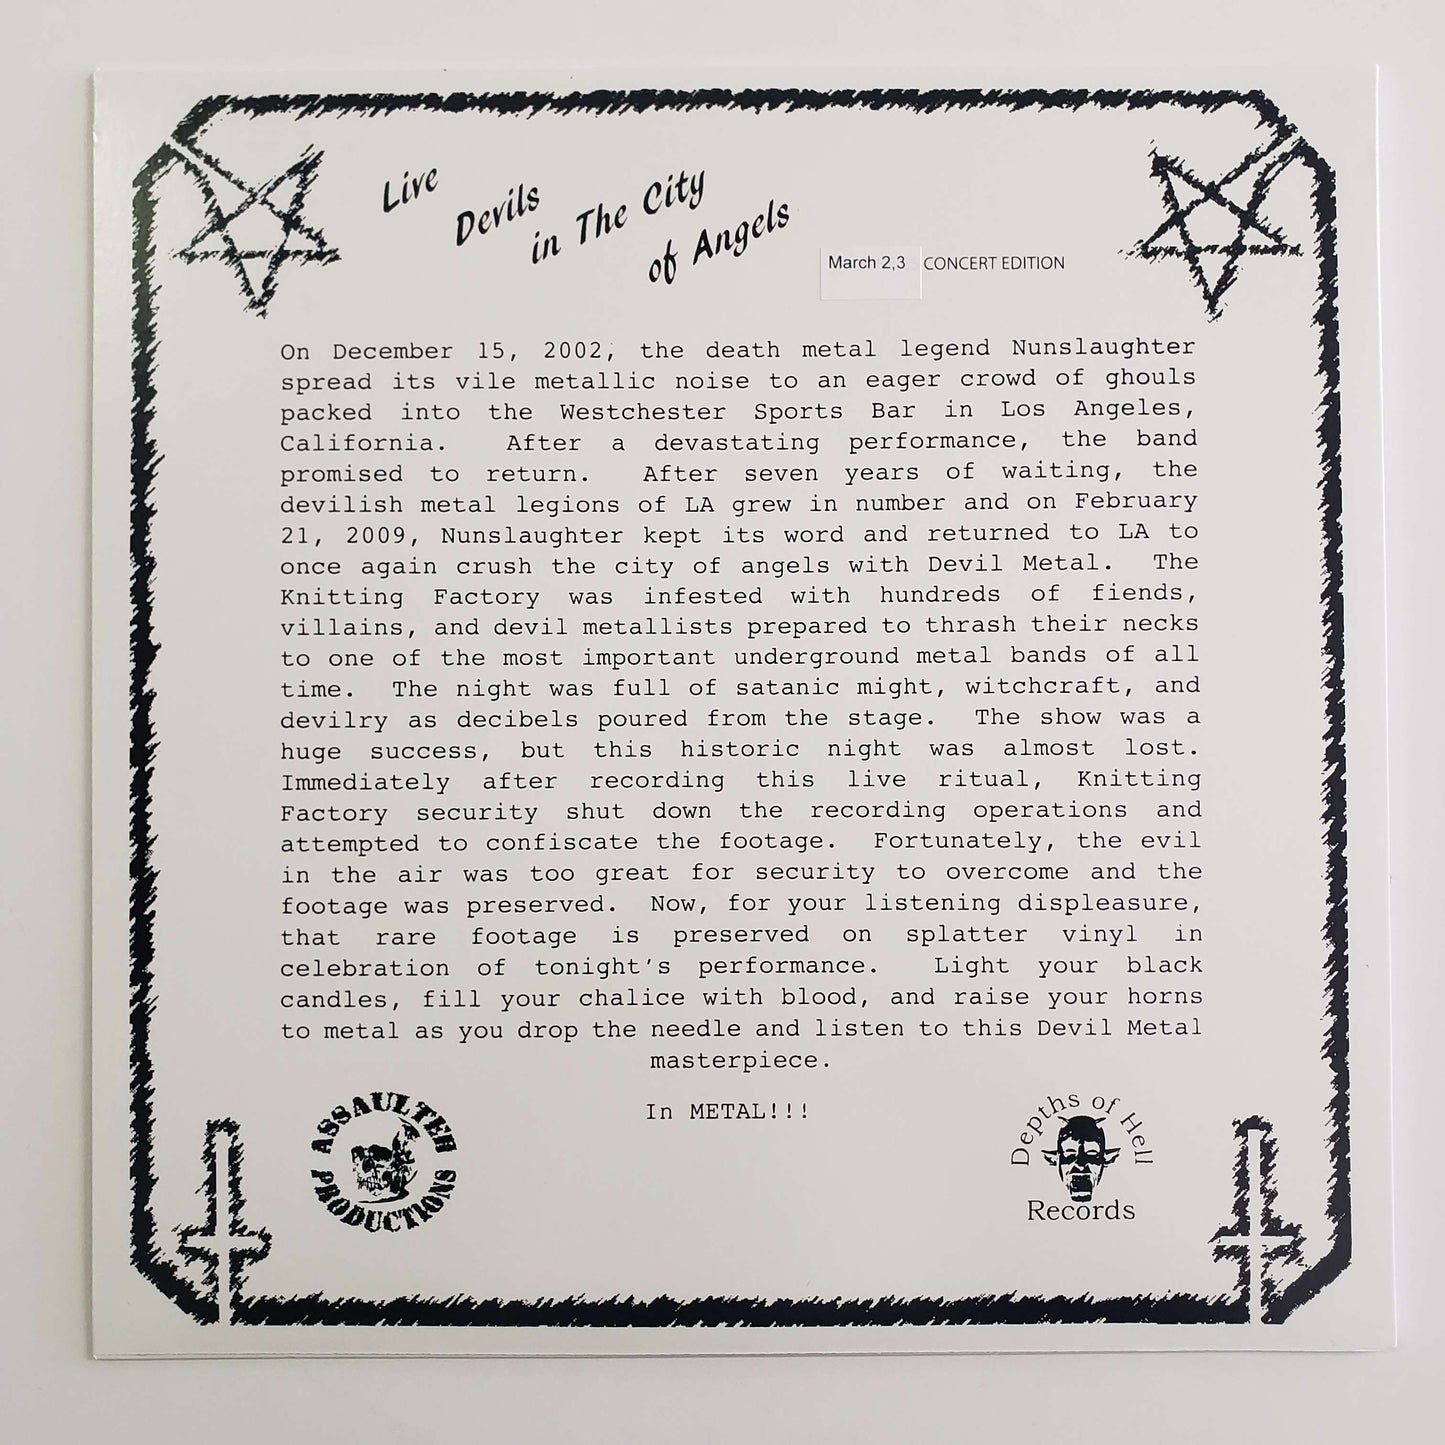 Live
Devils
in The City
of Angels
March 2,3 CONCERT EDITION
On December 15, 2002, the death metal legend Nunslaughter
spread its vile metallic noise to an eager crowd of ghouls
packed into the Westchester Sports Bar in Los Angeles,
California. After a devastating performance, the band
promised to return. After seven years of waiting, the
devilish metal legions of LA grew in number and on February
21, 2009, Nunslaughter kept its word and returned to LA to
once again crush the city of angels with Devil Metal. The
Knitting Factory was infested with hundreds of fiends,
villains, and devil metallists prepared to thrash their necks
to one of the most important underground metal bands of all
time. The night was full of satanic might, witchcraft, and
devilry as decibels poured from the stage. The show was a
huge success, but this historic night was almost lost.
Immediately after recording this live ritual, Knitting
Factory security shut down the recording operations and
attempted to confiscate the footage. Fortunately, the evil
in the air was too great for security to overcome and the
footage was preserved. Now, for your listening displeasure,
that rare footage is preserved on splatter vinyl in
celebration of tonight's performance. Light your black
candles, fill your chalice with blood, and raise your horns
to metal as you drop the needle and listen to this Devil Metal
masterpiece.
In METAL!!!
ASSAULTER
PRODUCTIONS
Depths of Hell
Records